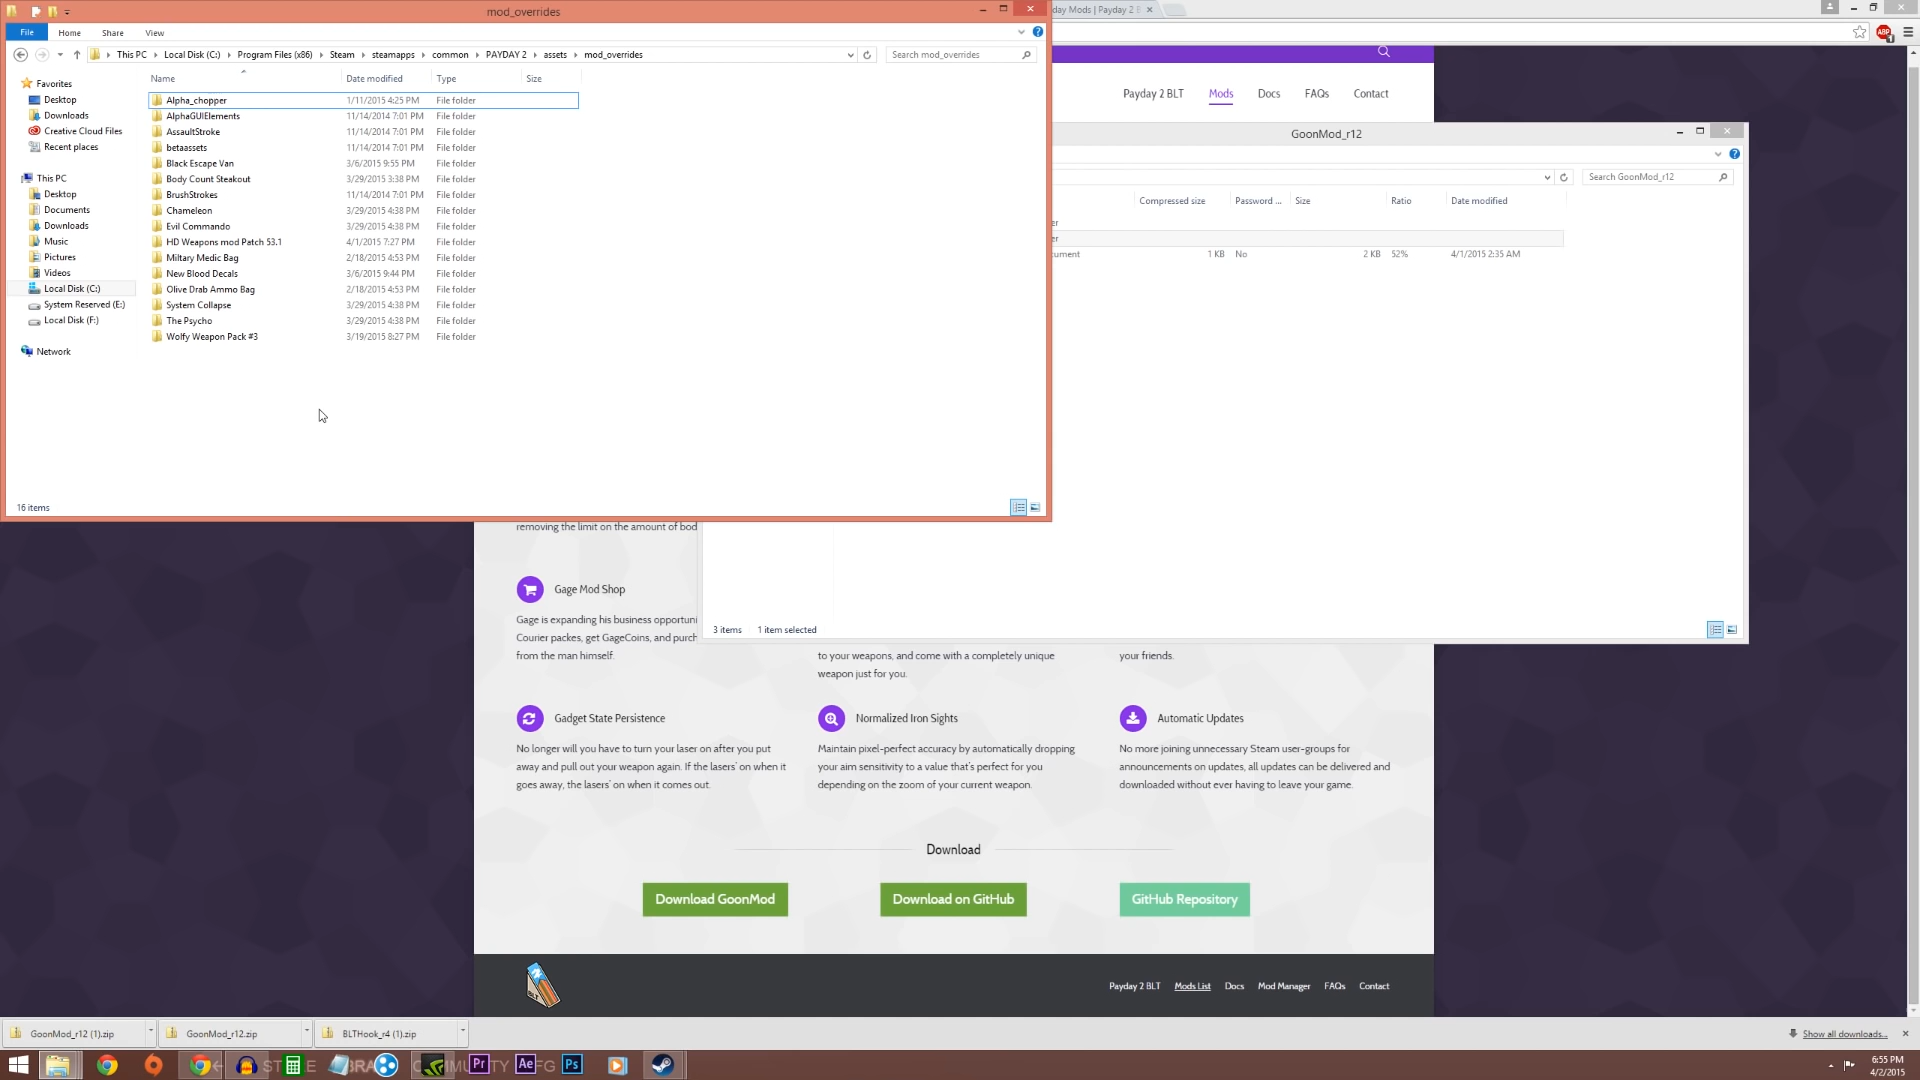 mod_overrides
day Mods | Payday 2 B
File Home Share View
This PC Local Disk (C:) Program Files (x86) Steam steamapps common PAYDAY 2 assets mod_overrides
Search mod_overrides
Name Date modified Type Size
Favorites
Desktop
Downloads
Creative Cloud Files
Recent places
This PC
Desktop
Documents
Downloads
Music
Pictures
Videos
Local Disk (C:)
System Reserved (E:)
Local Disk (F:)
Network
Alpha_chopper 1/11/2015 4:25 PM File folder
AlphaGUIElements 11/14/2014 7:01 PM File folder
AssaultStroke 11/14/2014 7:01 PM File folder
betaassets 11/14/2014 7:01 PM File folder
Black Escape Van 3/6/2015 9:55 PM File folder
Body Count Steakout 3/29/2015 3:38 PM File folder
BrushStrokes 11/14/2014 7:01 PM File folder
Chameleon 3/29/2015 4:38 PM File folder
Evil Commando 3/29/2015 4:38 PM File folder
HD Weapons mod Patch 53.1 4/1/2015 7:27 PM File folder
Miltary Medic Bag 2/18/2015 4:53 PM File folder
New Blood Decals 3/6/2015 9:44 PM File folder
Olive Drab Ammo Bag 2/18/2015 4:53 PM File folder
System Collapse 3/29/2015 4:38 PM File folder
The Psycho 3/29/2015 4:38 PM File folder
Wolfy Weapon Pack #3 3/19/2015 8:27 PM File folder
16 items
ABP
Payday 2 BLT Mods Docs FAQs Contact
GoonMod_r12
Search GoonMod_r12
Compressed size Password ... Size Ratio Date modified
er
er
cument 1 KB No 2 KB 52% 4/1/2015 2:35 AM
3 items 1 item selected
removing the limit on the amount of bod
Gage Mod Shop
Gage is expanding his business opportuni
Courier packes, get GageCoins, and purch
from the man himself.
to your weapons, and come with a completely unique
weapon just for you.
your friends.
Gadget State Persistence
No longer will you have to turn your laser on after you put
away and pull out your weapon again. If the lasers' on when it
goes away, the lasers' on when it comes out.
Normalized Iron Sights
Maintain pixel-perfect accuracy by automatically dropping
your aim sensitivity to a value that's perfect for you
depending on the zoom of your current weapon.
Automatic Updates
No more joining unnecessary Steam user-groups for
announcements on updates, all updates can be delivered and
downloaded without ever having to leave your game.
Download
Download GoonMod
Download on GitHub
GitHub Repository
BLT
Payday 2 BLT Mods List Docs Mod Manager FAQs Contact
GoonMod_r12 (1).zip
GoonMod_r12.zip
BLTHook_r4 (1).zip
Show all downloads...
Pr Ae Ps
6:55 PM
4/2/2015